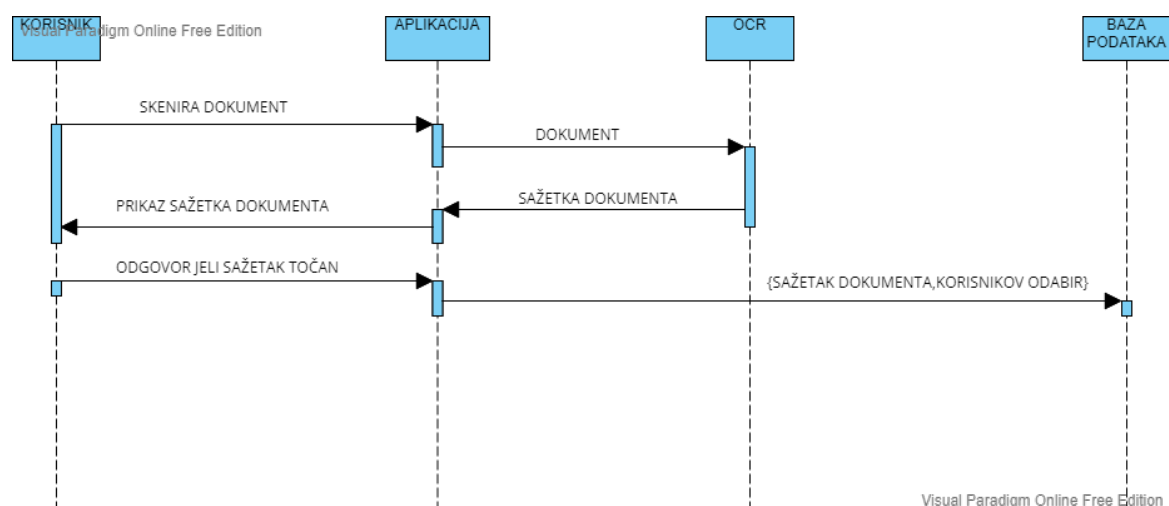 KORISNIK
Visual Paradigm Online Free Edition
APLIKACIJA
OCR
BAZA
PODATAKA
SKENIRA DOKUMENT
DOKUMENT
SAŽETKA DOKUMENTA
PRIKAZ SAŽETKA DOKUMENTA
ODGOVOR JELI SAŽETAK TOČAN
{SAŽETAK DOKUMENTA,KORISNIKOV ODABIR}
Visual Paradigm Online Free Edition